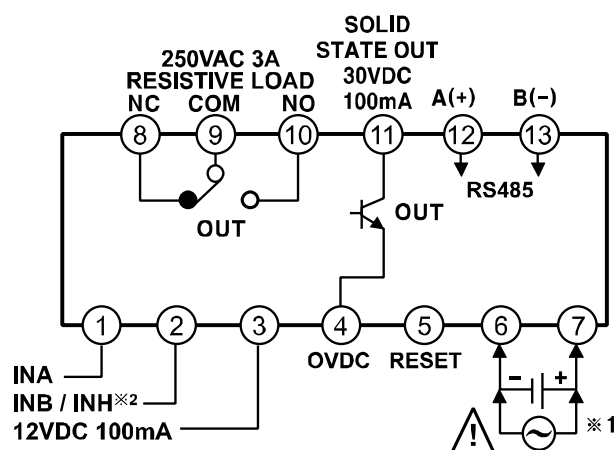 SOLID
STATE OUT
30VDC
100mA
250VAC 3A
RESISTIVE LOAD
NC COM NO
A(+) B(−)
8 9 10 11 12 13
RS485
OUT
OUT
1 2 3 4 5 6 7
0VDC RESET
INA
INB / INH※2
12VDC 100mA
− +
! ~ ※1